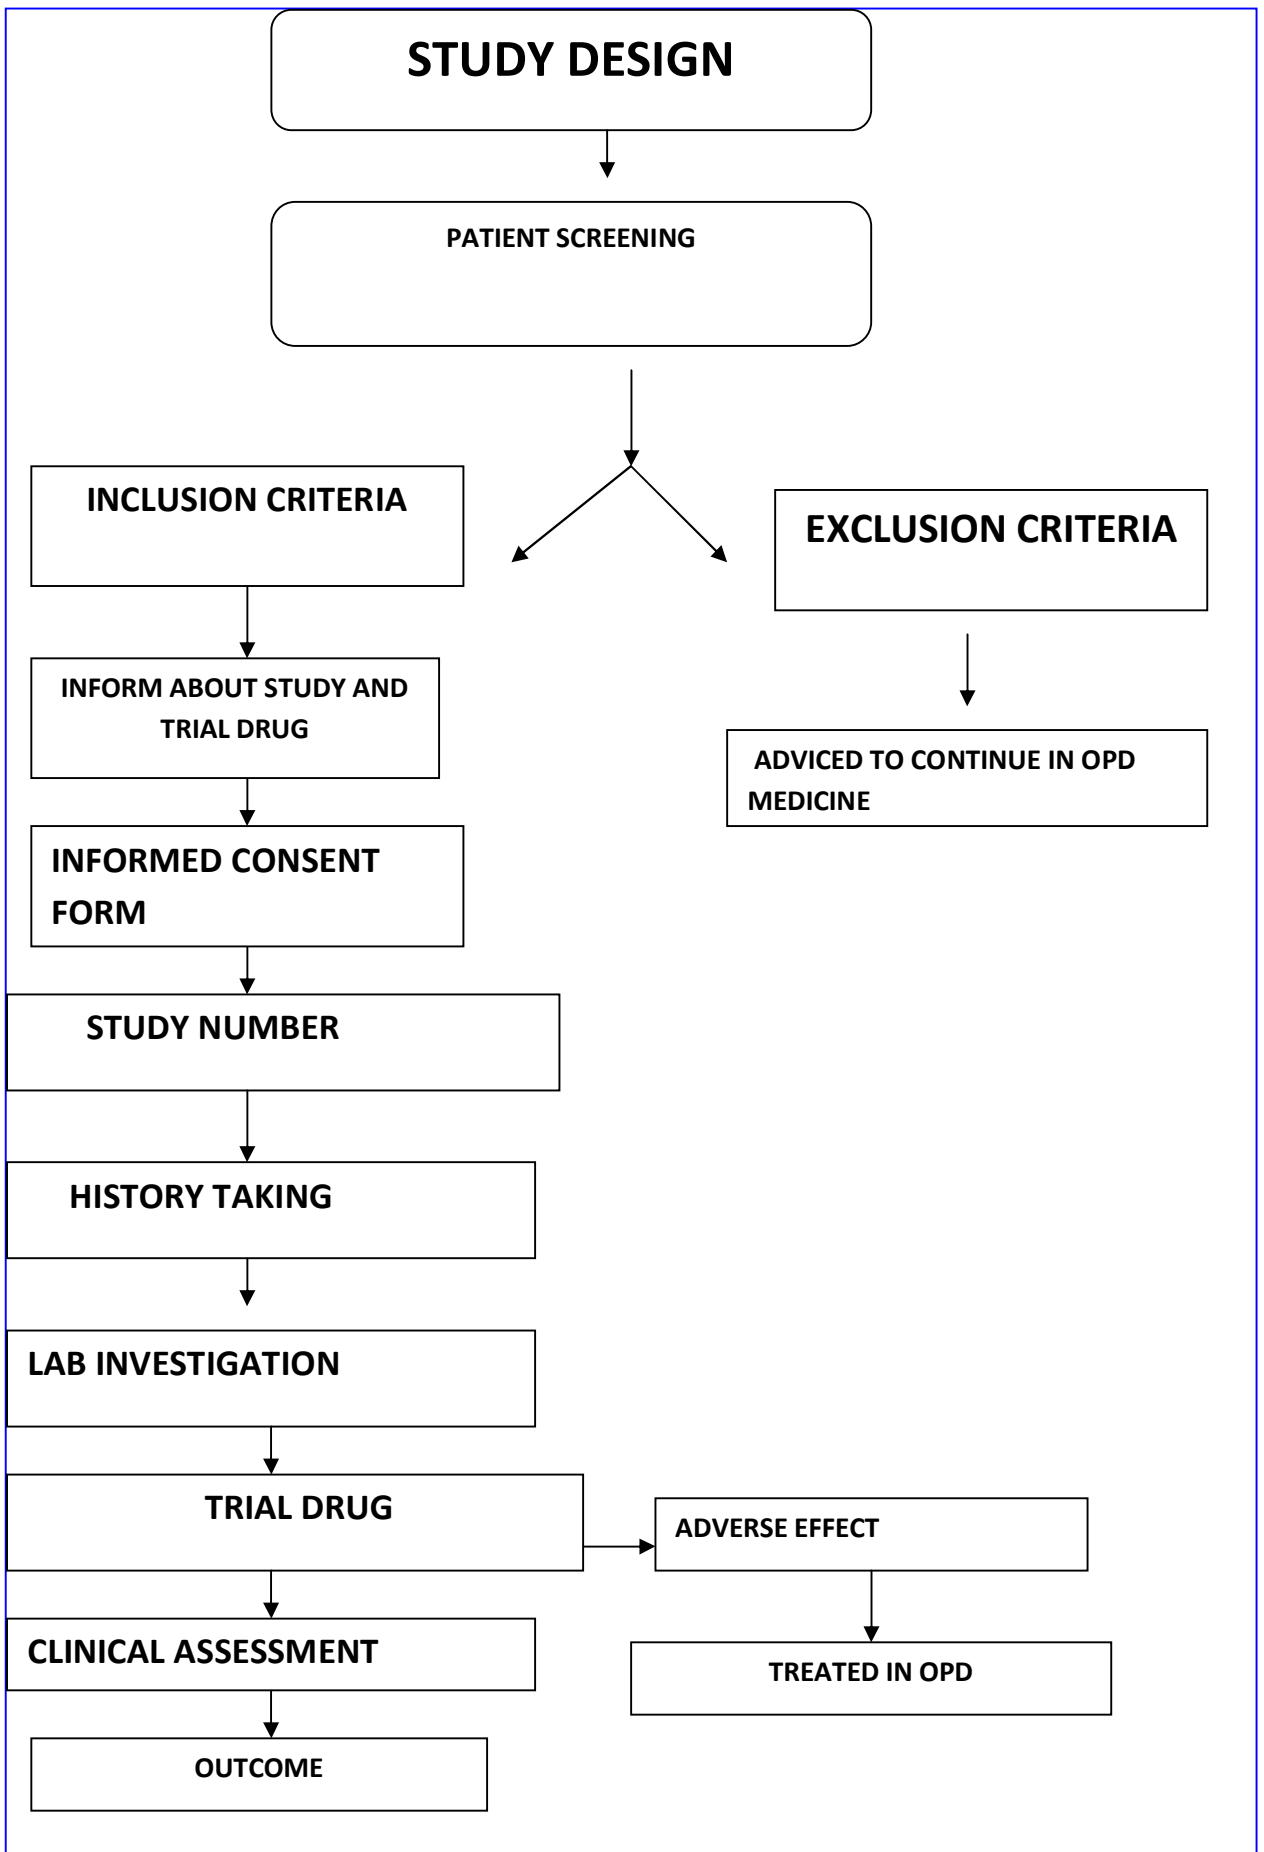 STUDY DESIGN
PATIENT SCREENING
INCLUSION CRITERIA
EXCLUSION CRITERIA
INFORM ABOUT STUDY AND
TRIAL DRUG
ADVICED TO CONTINUE IN OPD
MEDICINE
INFORMED CONSENT
FORM
STUDY NUMBER
HISTORY TAKING
LAB INVESTIGATION
TRIAL DRUG
ADVERSE EFFECT
CLINICAL ASSESSMENT
TREATED IN OPD
OUTCOME